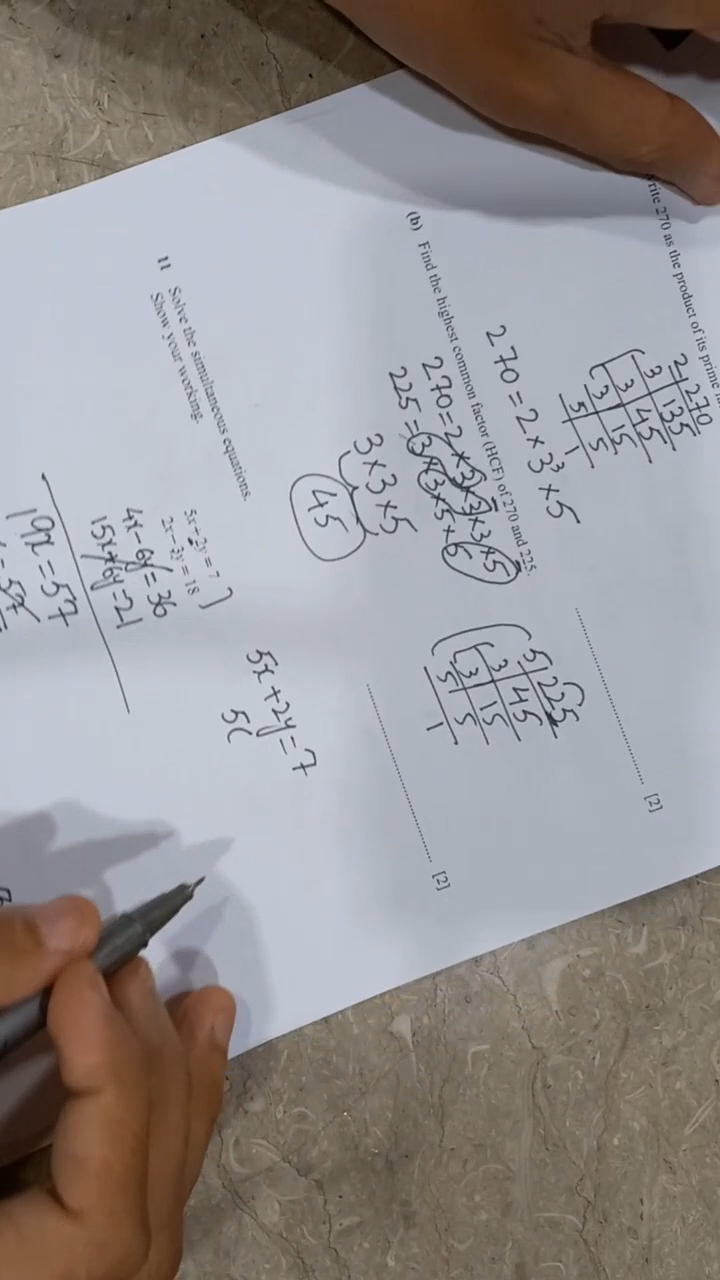 Write 270 as the product of its prime
2 270
3 135
3 45
3 15
5 5
1
270 = 2 × 3³ × 5
[2]
(b) Find the highest common factor (HCF) of 270 and 225.
270 = 2 × 3 × 3 × 3 × 5
225 = 3 × 3 × 5 × 5
3 × 3 × 5
45
5 225
3 45
3 15
5 5
1
[2]
11 Solve the simultaneous equations.
Show your working.
5x + 2y = 7
2x − 3y = 18
4x − 6y = 36
15x + 6y = 21
19x = 57
5x + 2y = 7
5(